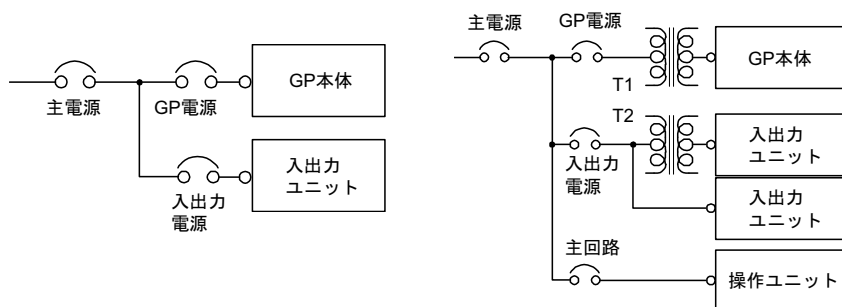 主電源
GP電源
GP本体
入出力
電源
入出力
ユニット
主電源
GP電源
T1
GP本体
T2
入出力
電源
入出力
ユニット
入出力
ユニット
主回路
操作ユニット